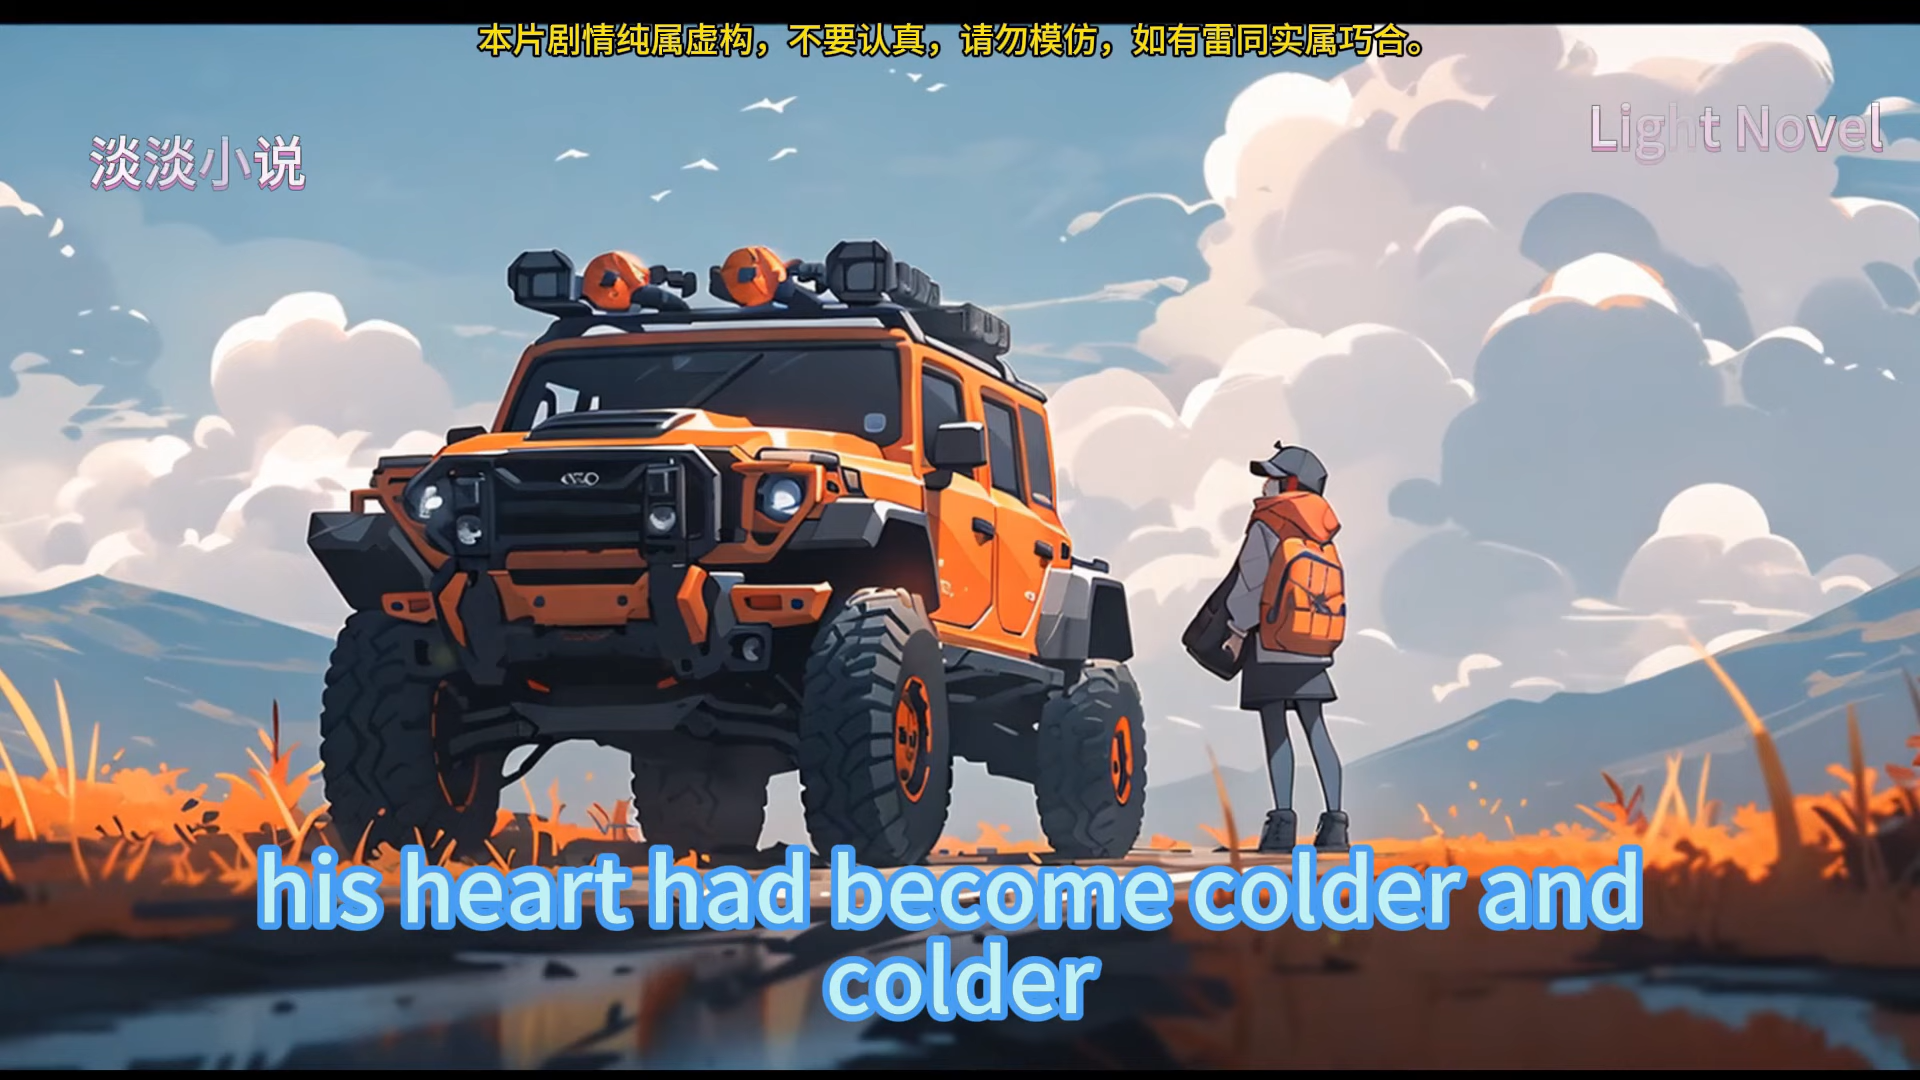 本片剧情纯属虚构，不要认真，请勿模仿，如有雷同实属巧合。
淡淡小说
Light Novel
his heart had become colder and
colder